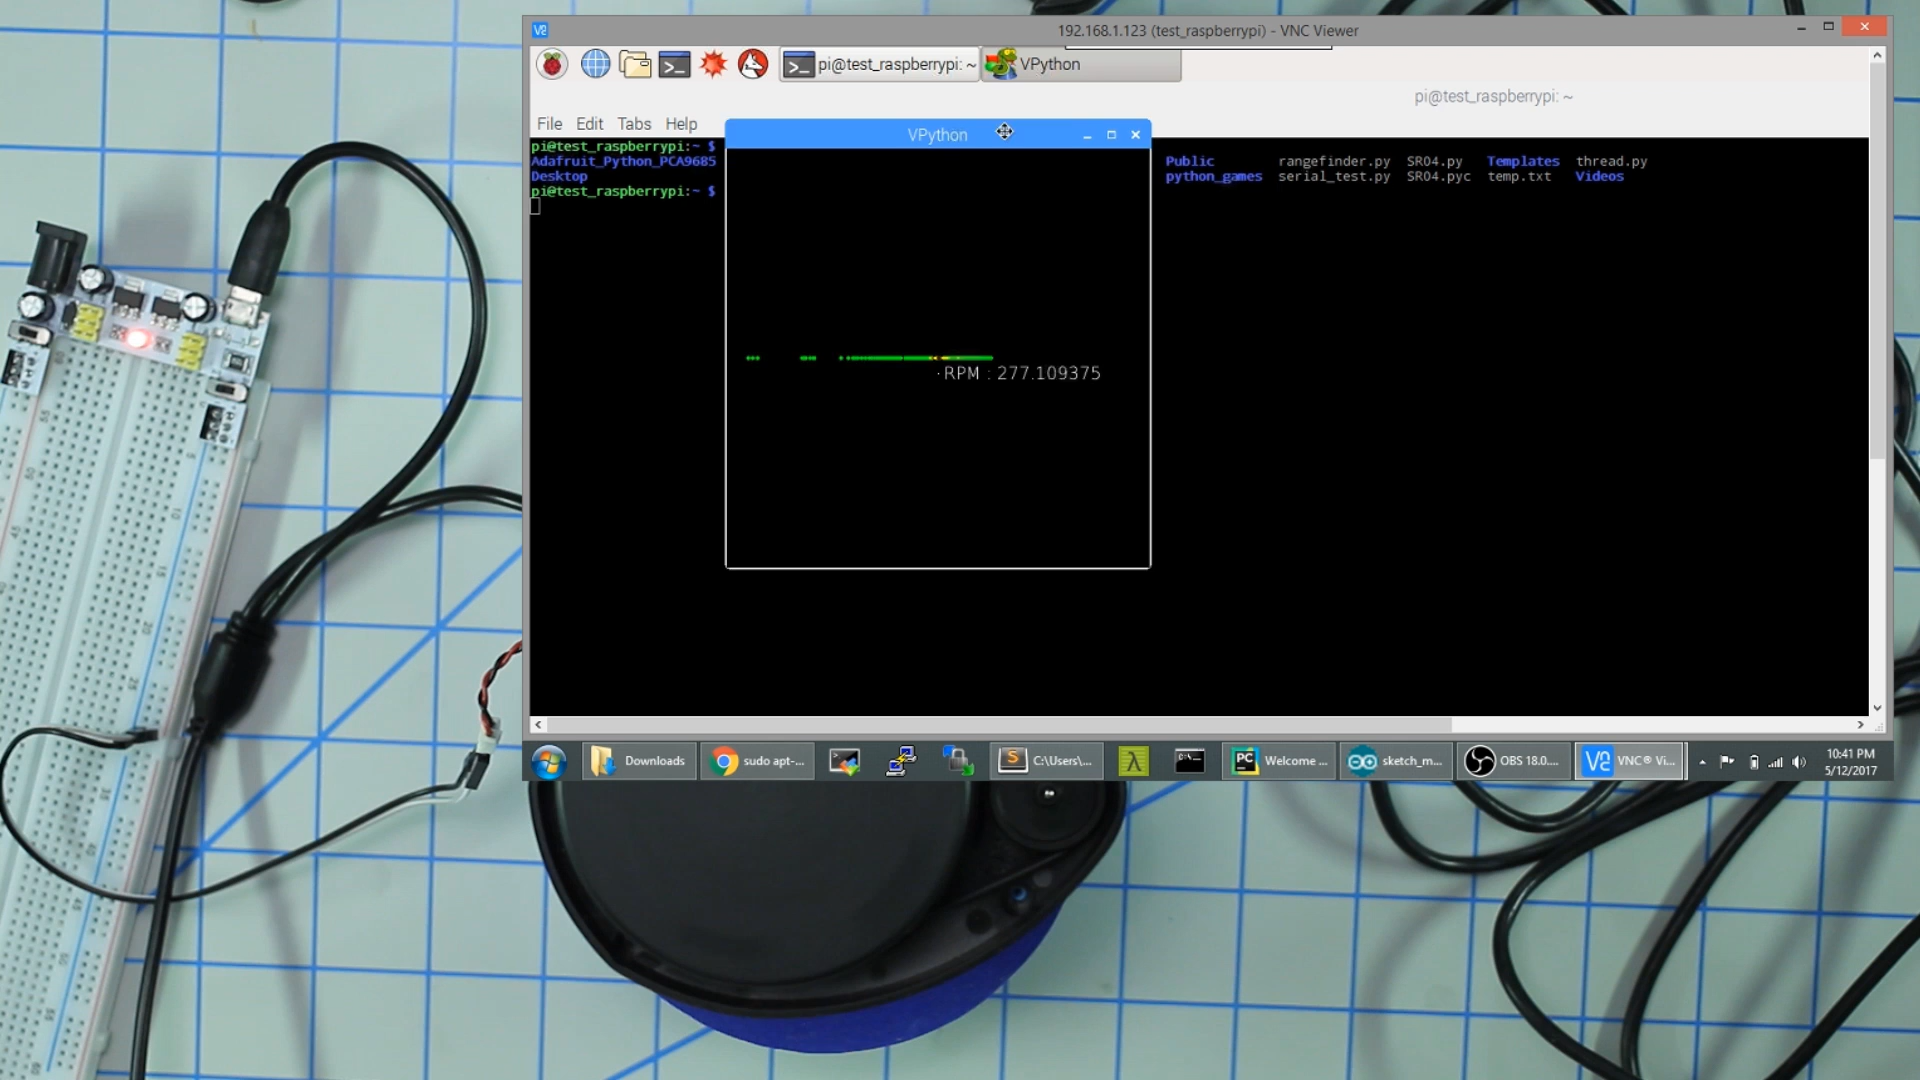 192.168.1.123 (test_raspberrypi) - VNC Viewer
pi@test_raspberrypi: ~
VPython
pi@test_raspberrypi: ~
File Edit Tabs Help
VPython
pi@test_raspberrypi:~ $
Adafruit_Python_PCA9685 Public rangefinder.py SR04.py Templates thread.py
Desktop python_games serial_test.py SR04.pyc temp.txt Videos
pi@test_raspberrypi:~ $
RPM : 277.109375
Downloads
sudo apt-...
C:\Users\...
Welcome ...
sketch_m...
OBS 18.0....
VNC® Vi...
10:41 PM
5/12/2017